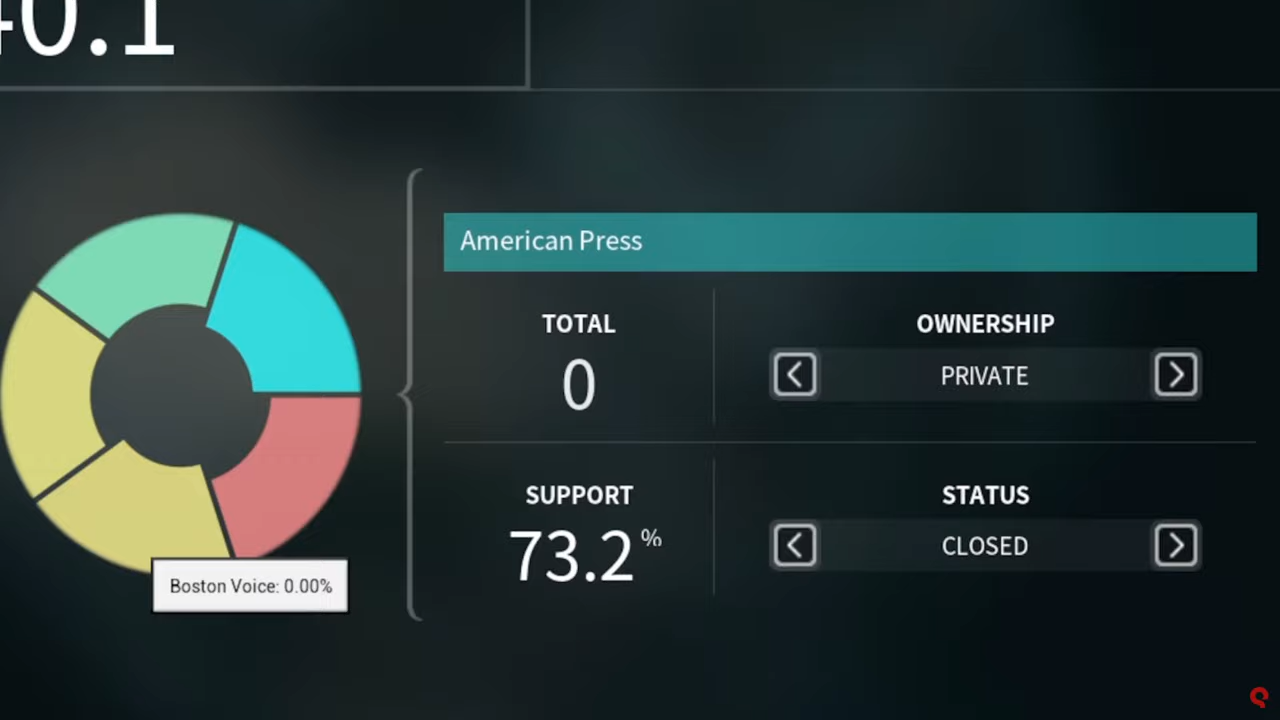 40.1
American Press
TOTAL
OWNERSHIP
0
PRIVATE
SUPPORT
STATUS
73.2%
CLOSED
Boston Voice: 0.00%